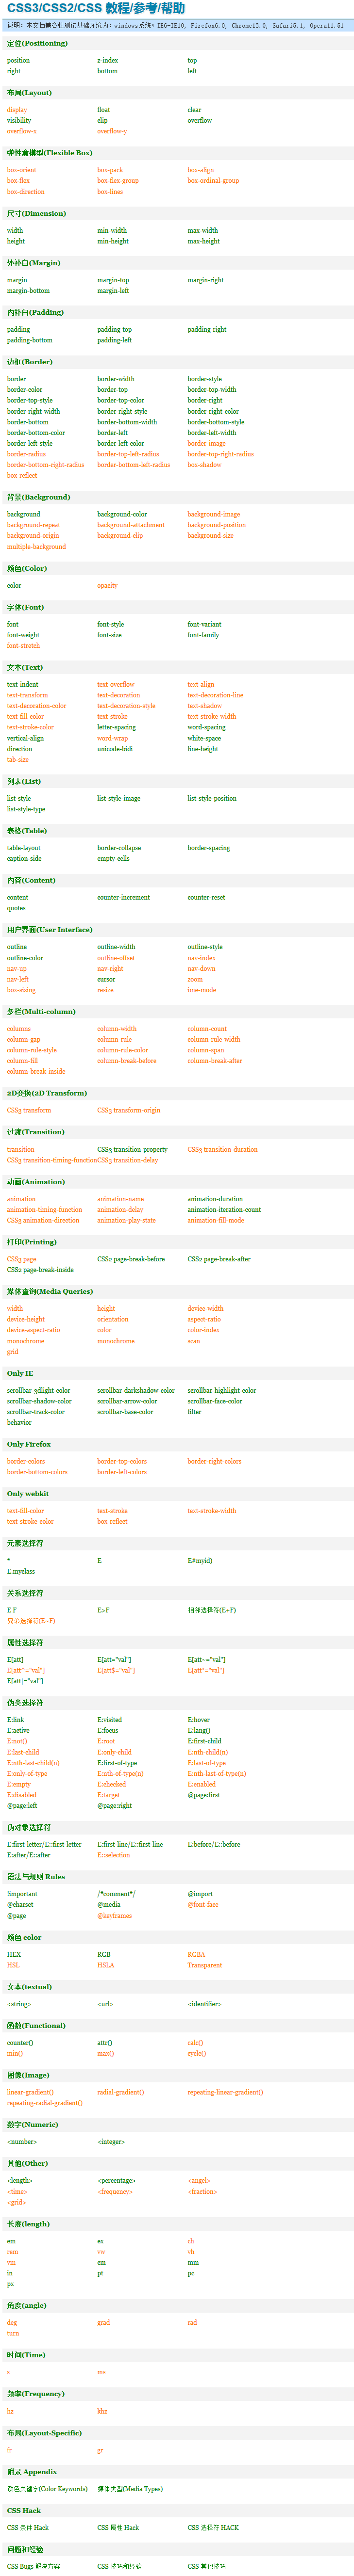 CSS3/CSS2/CSS 教程/参考/帮助
说明：本文档兼容性测试基础环境为：windows系统；IE6-IE10, Firefox6.0, Chrome13.0, Safari5.1, Opera11.51
定位(Positioning)
position z-index top
right bottom left
布局(Layout)
display float clear
visibility clip overflow
overflow-x overflow-y
弹性盒模型(Flexible Box)
box-orient box-pack box-align
box-flex box-flex-group box-ordinal-group
box-direction box-lines
尺寸(Dimension)
width min-width max-width
height min-height max-height
外补白(Margin)
margin margin-top margin-right
margin-bottom margin-left
内补白(Padding)
padding padding-top padding-right
padding-bottom padding-left
边框(Border)
border border-width border-style
border-color border-top border-top-width
border-top-style border-top-color border-right
border-right-width border-right-style border-right-color
border-bottom border-bottom-width border-bottom-style
border-bottom-color border-left border-left-width
border-left-style border-left-color border-image
border-radius border-top-left-radius border-top-right-radius
border-bottom-right-radius border-bottom-left-radius box-shadow
box-reflect
背景(Background)
background background-color background-image
background-repeat background-attachment background-position
background-origin background-clip background-size
multiple-background
颜色(Color)
color opacity
字体(Font)
font font-style font-variant
font-weight font-size font-family
font-stretch
文本(Text)
text-indent text-overflow text-align
text-transform text-decoration text-decoration-line
text-decoration-color text-decoration-style text-shadow
text-fill-color text-stroke text-stroke-width
text-stroke-color letter-spacing word-spacing
vertical-align word-wrap white-space
direction unicode-bidi line-height
tab-size
列表(List)
list-style list-style-image list-style-position
list-style-type
表格(Table)
table-layout border-collapse border-spacing
caption-side empty-cells
内容(Content)
content counter-increment counter-reset
quotes
用户界面(User Interface)
outline outline-width outline-style
outline-color outline-offset nav-index
nav-up nav-right nav-down
nav-left cursor zoom
box-sizing resize ime-mode
多栏(Multi-column)
columns column-width column-count
column-gap column-rule column-rule-width
column-rule-style column-rule-color column-span
column-fill column-break-before column-break-after
column-break-inside
2D变换(2D Transform)
CSS3 transform CSS3 transform-origin
过渡(Transition)
transition CSS3 transition-property CSS3 transition-duration
CSS3 transition-timing-function CSS3 transition-delay
动画(Animation)
animation animation-name animation-duration
animation-timing-function animation-delay animation-iteration-count
CSS3 animation-direction animation-play-state animation-fill-mode
打印(Printing)
CSS3 page CSS2 page-break-before CSS2 page-break-after
CSS2 page-break-inside
媒体查询(Media Queries)
width height device-width
device-height orientation aspect-ratio
device-aspect-ratio color color-index
monochrome monochrome scan
grid
Only IE
scrollbar-3dlight-color scrollbar-darkshadow-color scrollbar-highlight-color
scrollbar-shadow-color scrollbar-arrow-color scrollbar-face-color
scrollbar-track-color scrollbar-base-color filter
behavior
Only Firefox
border-colors border-top-colors border-right-colors
border-bottom-colors border-left-colors
Only webkit
text-fill-color text-stroke text-stroke-width
text-stroke-color box-reflect
元素选择符
* E E#myid)
E.myclass
关系选择符
E F E>F 相邻选择符(E+F)
兄弟选择符(E~F)
属性选择符
E[att] E[att="val"] E[att~="val"]
E[att^="val"] E[att$="val"] E[att*="val"]
E[att|="val"]
伪类选择符
E:link E:visited E:hover
E:active E:focus E:lang()
E:not() E:root E:first-child
E:last-child E:only-child E:nth-child(n)
E:nth-last-child(n) E:first-of-type E:last-of-type
E:only-of-type E:nth-of-type(n) E:nth-last-of-type(n)
E:empty E:checked E:enabled
E:disabled E:target @page:first
@page:left @page:right
伪对象选择符
E:first-letter/E::first-letter E:first-line/E::first-line E:before/E::before
E:after/E::after E::selection
语法与规则 Rules
!important /*comment*/ @import
@charset @media @font-face
@page @keyframes
颜色 color
HEX RGB RGBA
HSL HSLA Transparent
文本(textual)
<string> <url> <identifier>
函数(Functional)
counter() attr() calc()
min() max() cycle()
图像(Image)
linear-gradient() radial-gradient() repeating-linear-gradient()
repeating-radial-gradient()
数字(Numeric)
<number> <integer>
其他(Other)
<length> <percentage> <angel>
<time> <frequency> <fraction>
<grid>
长度(length)
em ex ch
rem vw vh
vm cm mm
in pt pc
px
角度(angle)
deg grad rad
turn
时间(Time)
s ms
频率(Frequency)
hz khz
布局(Layout-Specific)
fr gr
附录 Appendix
颜色关键字(Color Keywords) 媒体类型(Media Types)
CSS Hack
CSS 条件 Hack CSS 属性 Hack CSS 选择符 HACK
问题和经验
CSS Bugs 解决方案 CSS 技巧和经验 CSS 其他技巧